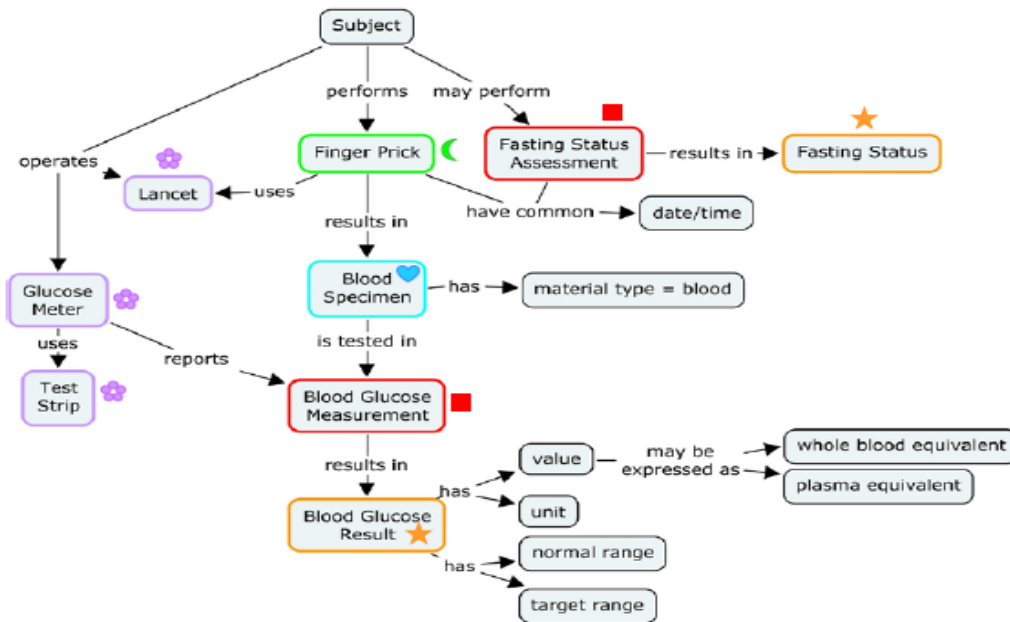 Subject
performs
may perform
operates
Finger Prick
Fasting Status
Assessment
results in
Fasting Status
Lancet
uses
have common
date/time
results in
Glucose
Meter
Blood
Specimen
has
material type = blood
uses
reports
is tested in
Test
Strip
Blood Glucose
Measurement
results in
value
may be
expressed as
whole blood equivalent
plasma equivalent
has
unit
Blood Glucose
Result
normal range
has
target range